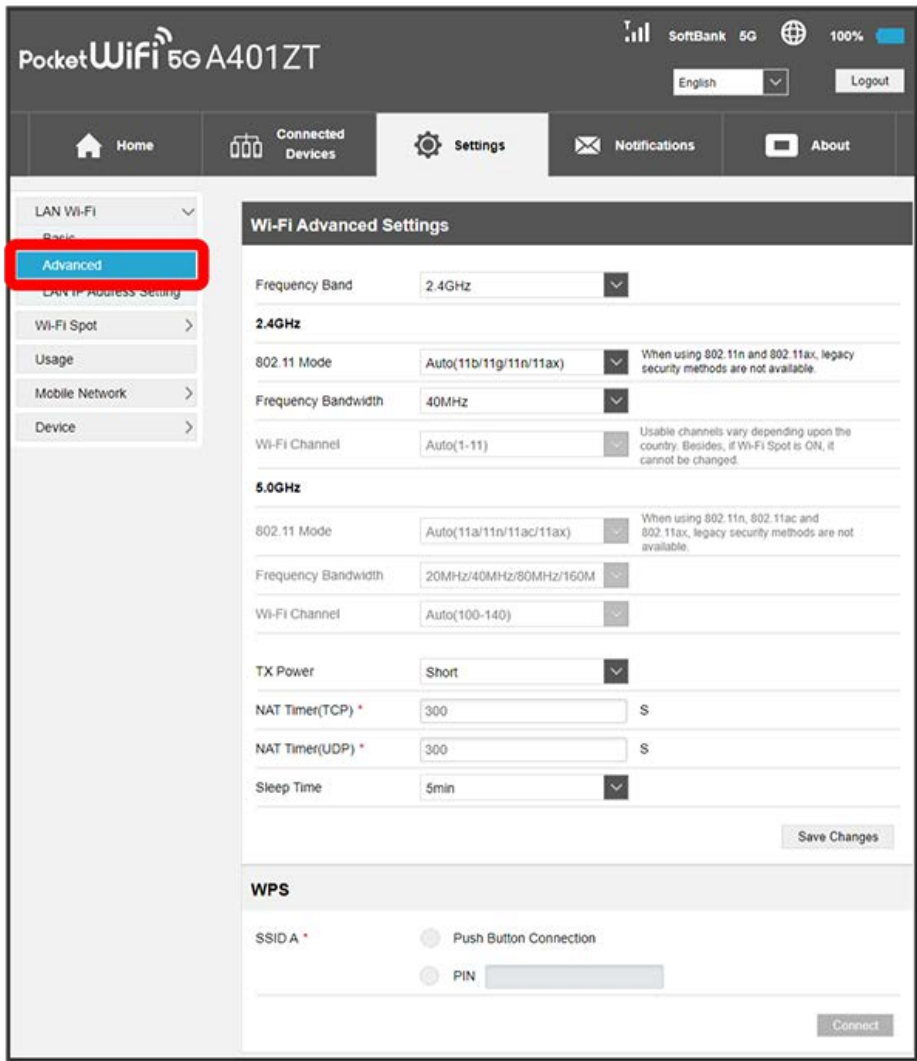 SoftBank 5G 100%
PocketWiFi 5G A401ZT
English Logout
Home Connected Devices Settings Notifications About
LAN Wi-Fi
Basic
Advanced
LAN IP Address Setting
Wi-Fi Spot
Usage
Mobile Network
Device
Wi-Fi Advanced Settings
Frequency Band 2.4GHz
2.4GHz
802.11 Mode Auto(11b/11g/11n/11ax) When using 802.11n and 802.11ax, legacy
security methods are not available.
Frequency Bandwidth 40MHz
Wi-Fi Channel Auto(1-11) Usable channels vary depending upon the
country. Besides, if Wi-Fi Spot is ON, it
cannot be changed.
5.0GHz
802.11 Mode Auto(11a/11n/11ac/11ax) When using 802.11n, 802.11ac and
802.11ax, legacy security methods are not
available.
Frequency Bandwidth 20MHz/40MHz/80MHz/160M
Wi-Fi Channel Auto(100-140)
TX Power Short
NAT Timer(TCP) * 300 S
NAT Timer(UDP) * 300 S
Sleep Time 5min
Save Changes
WPS
SSID A * Push Button Connection
PIN
Connect